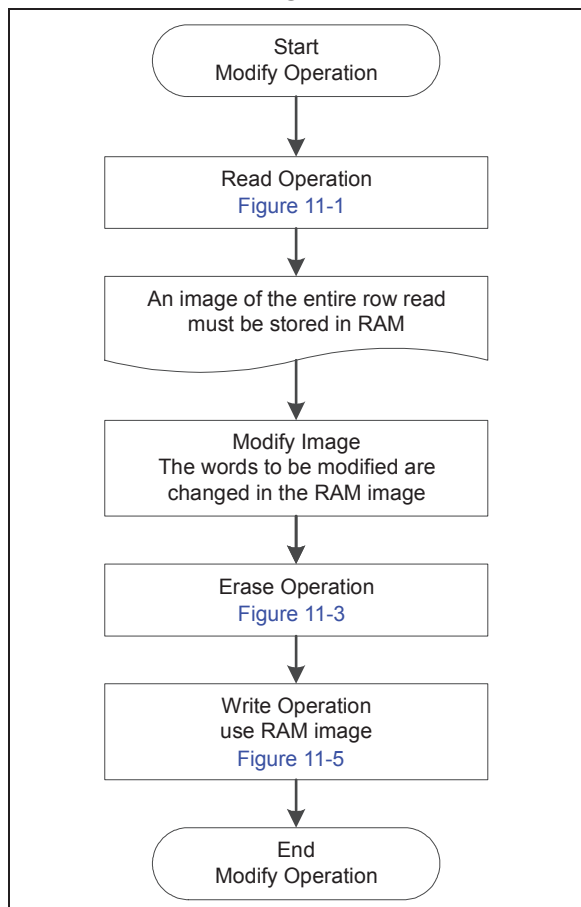 Start
Modify Operation
Read Operation
Figure 11-1
An image of the entire row read
must be stored in RAM
Modify Image
The words to be modified are
changed in the RAM image
Erase Operation
Figure 11-3
Write Operation
use RAM image
Figure 11-5
End
Modify Operation